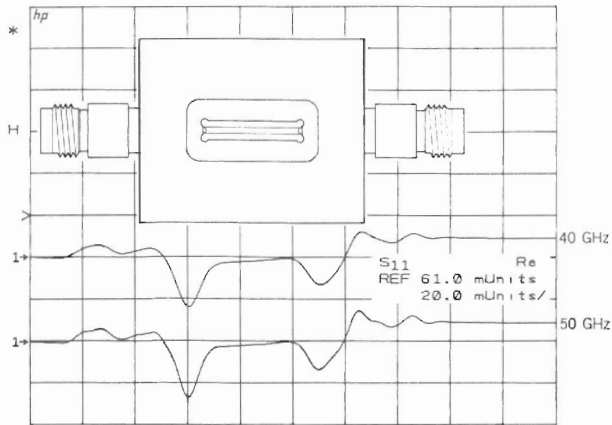 hp
*
H
>
1→
40 GHz
S11 Re
REF 61.0 mUnits
20.0 mUnits/
1→
50 GHz